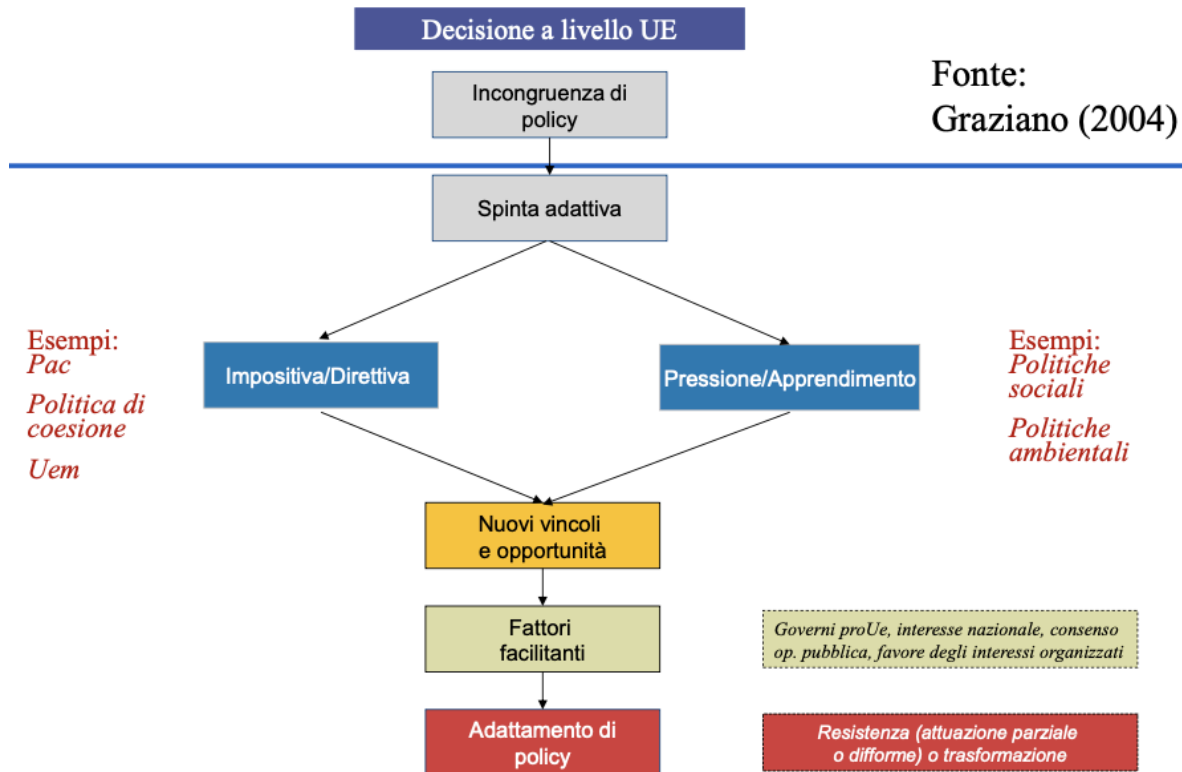 Decisione a livello UE
Incongruenza di
policy
Fonte:
Graziano (2004)
Spinta adattiva
Esempi:
Pac
Politica di
coesione
Uem
Impositiva/Direttiva
Pressione/Apprendimento
Esempi:
Politiche
sociali
Politiche
ambientali
Nuovi vincoli
e opportunità
Fattori
facilitanti
Governi proUe, interesse nazionale, consenso
op. pubblica, favore degli interessi organizzati
Adattamento di
policy
Resistenza (attuazione parziale
o difforme) o trasformazione